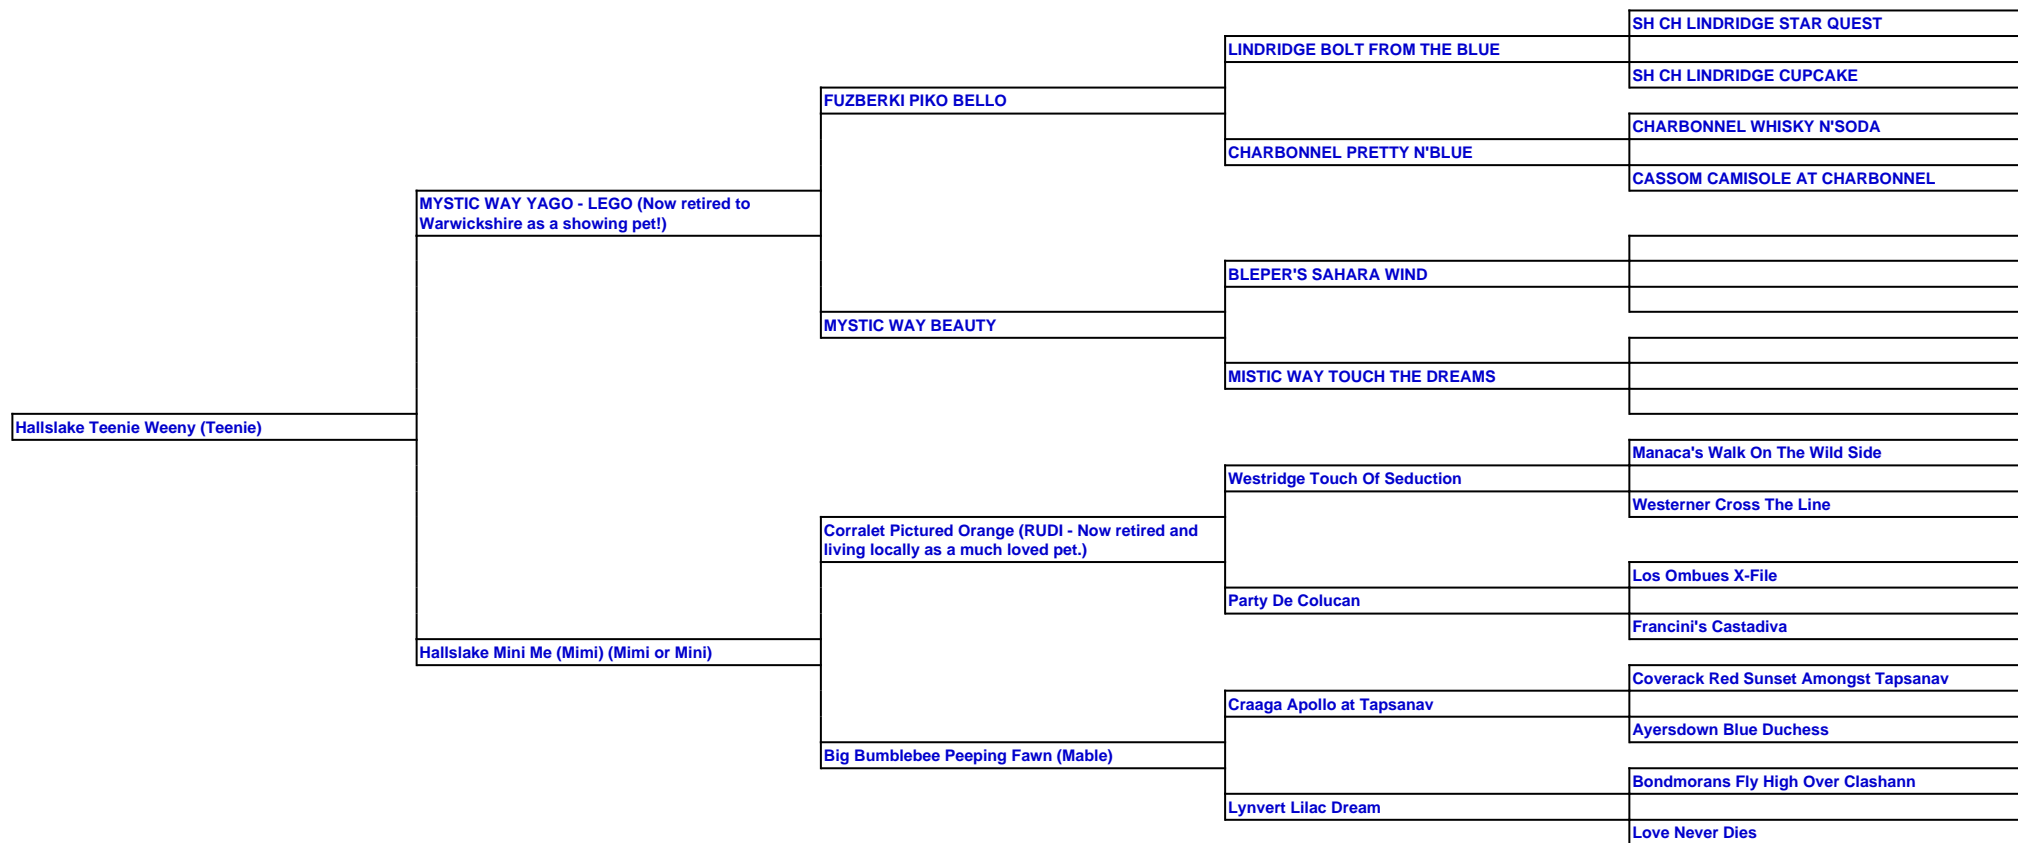 SH CH LINDRIDGE STAR QUEST
LINDRIDGE BOLT FROM THE BLUE
SH CH LINDRIDGE CUPCAKE
FUZBERKI PIKO BELLO
CHARBONNEL WHISKY N'SODA
CHARBONNEL PRETTY N'BLUE
CASSOM CAMISOLE AT CHARBONNEL
MYSTIC WAY YAGO - LEGO (Now retired to
Warwickshire as a showing pet!)
BLEPER'S SAHARA WIND
MYSTIC WAY BEAUTY
MISTIC WAY TOUCH THE DREAMS
Hallslake Teenie Weeny (Teenie)
Manaca's Walk On The Wild Side
Westridge Touch Of Seduction
Westerner Cross The Line
Corralet Pictured Orange (RUDI - Now retired and
living locally as a much loved pet.)
Los Ombues X-File
Party De Colucan
Francini's Castadiva
Hallslake Mini Me (Mimi) (Mimi or Mini)
Coverack Red Sunset Amongst Tapsanav
Craaga Apollo at Tapsanav
Ayersdown Blue Duchess
Big Bumblebee Peeping Fawn (Mable)
Bondmorans Fly High Over Clashann
Lynvert Lilac Dream
Love Never Dies